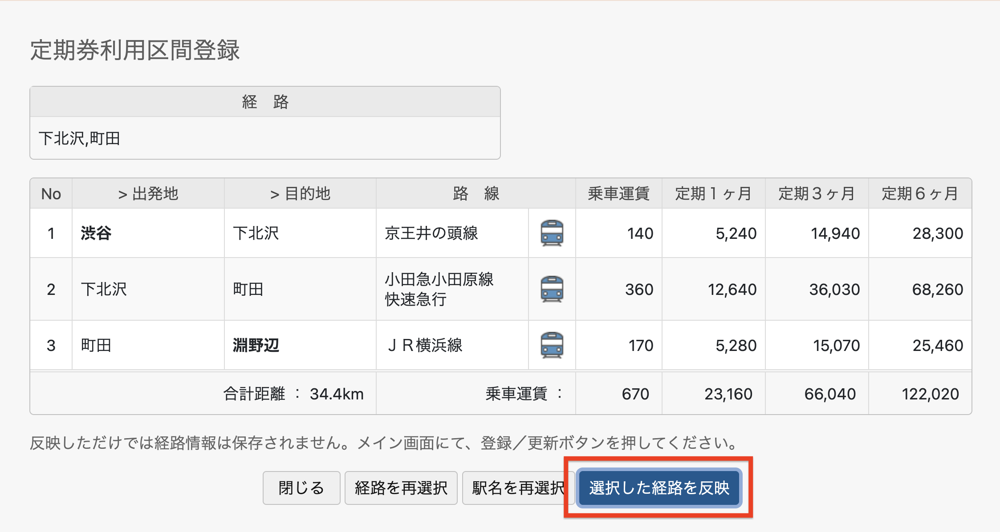 定期券利用区間登録
経　路
下北沢,町田
No > 出発地 > 目的地 路　線 乗車運賃 定期１ヶ月 定期３ヶ月 定期６ヶ月
1 渋谷 下北沢 京王井の頭線 140 5,240 14,940 28,300
2 下北沢 町田 小田急小田原線 360 12,640 36,030 68,260
快速急行
3 町田 淵野辺 ＪＲ横浜線 170 5,280 15,070 25,460
合計距離 ： 34.4km 乗車運賃 ： 670 23,160 66,040 122,020
反映しただけでは経路情報は保存されません。メイン画面にて、登録／更新ボタンを押してください。
閉じる 経路を再選択 駅名を再選択 選択した経路を反映